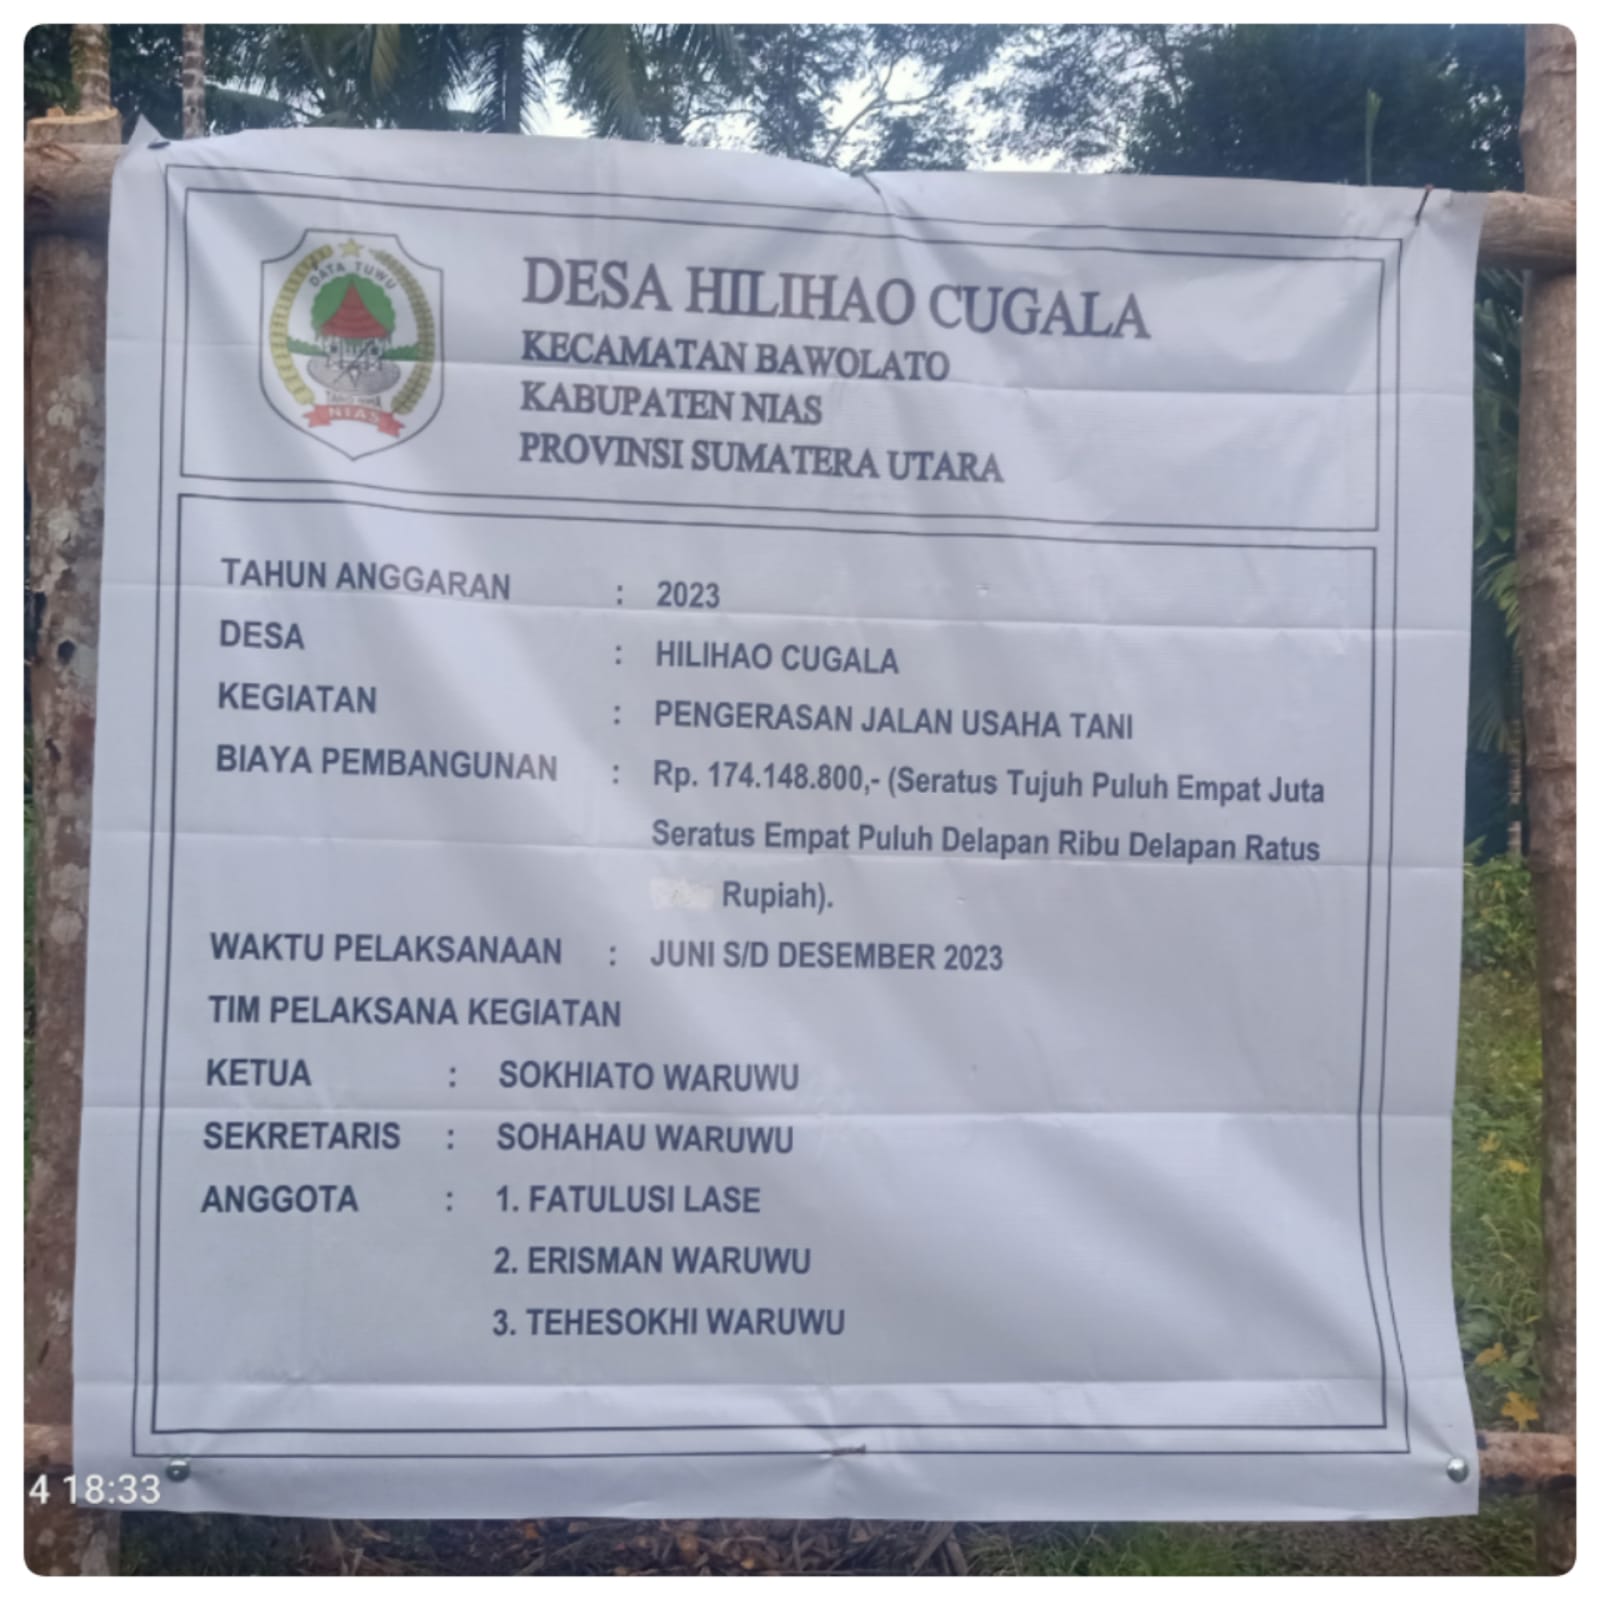 DATA TUWU
NIAS
DESA HILIHAO CUGALA
KECAMATAN BAWOLATO
KABUPATEN NIAS
PROVINSI SUMATERA UTARA
TAHUN ANGGARAN : 2023
DESA : HILIHAO CUGALA
KEGIATAN : PENGERASAN JALAN USAHA TANI
BIAYA PEMBANGUNAN : Rp. 174.148.800,- (Seratus Tujuh Puluh Empat Juta
Seratus Empat Puluh Delapan Ribu Delapan Ratus
Rupiah).
WAKTU PELAKSANAAN : JUNI S/D DESEMBER 2023
TIM PELAKSANA KEGIATAN
KETUA : SOKHIATO WARUWU
SEKRETARIS : SOHAHAU WARUWU
ANGGOTA : 1. FATULUSI LASE
2. ERISMAN WARUWU
3. TEHESOKHI WARUWU
4 18:33